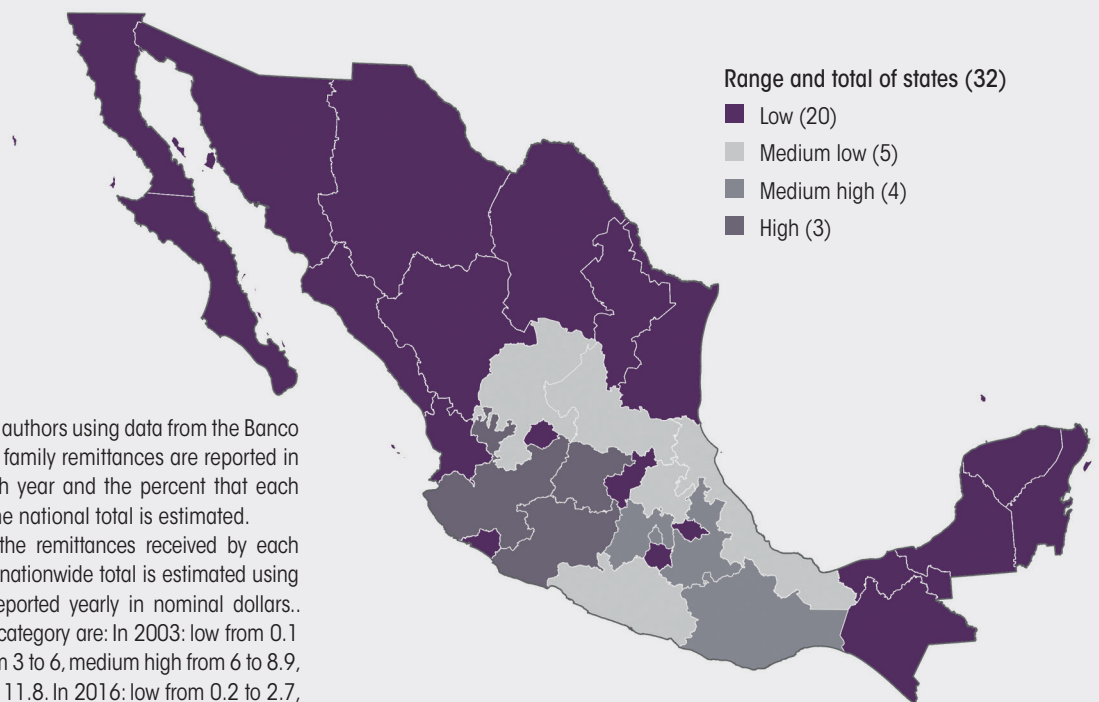 Range and total of states (32)
Low (20)
Medium low (5)
Medium high (4)
High (3)
authors using data from the Banco
family remittances are reported in
h year and the percent that each
he national total is estimated.
the remittances received by each
nationwide total is estimated using
eported yearly in nominal dollars..
category are: In 2003: low from 0.1
m 3 to 6, medium high from 6 to 8.9,
11.8. In 2016: low from 0.2 to 2.7,